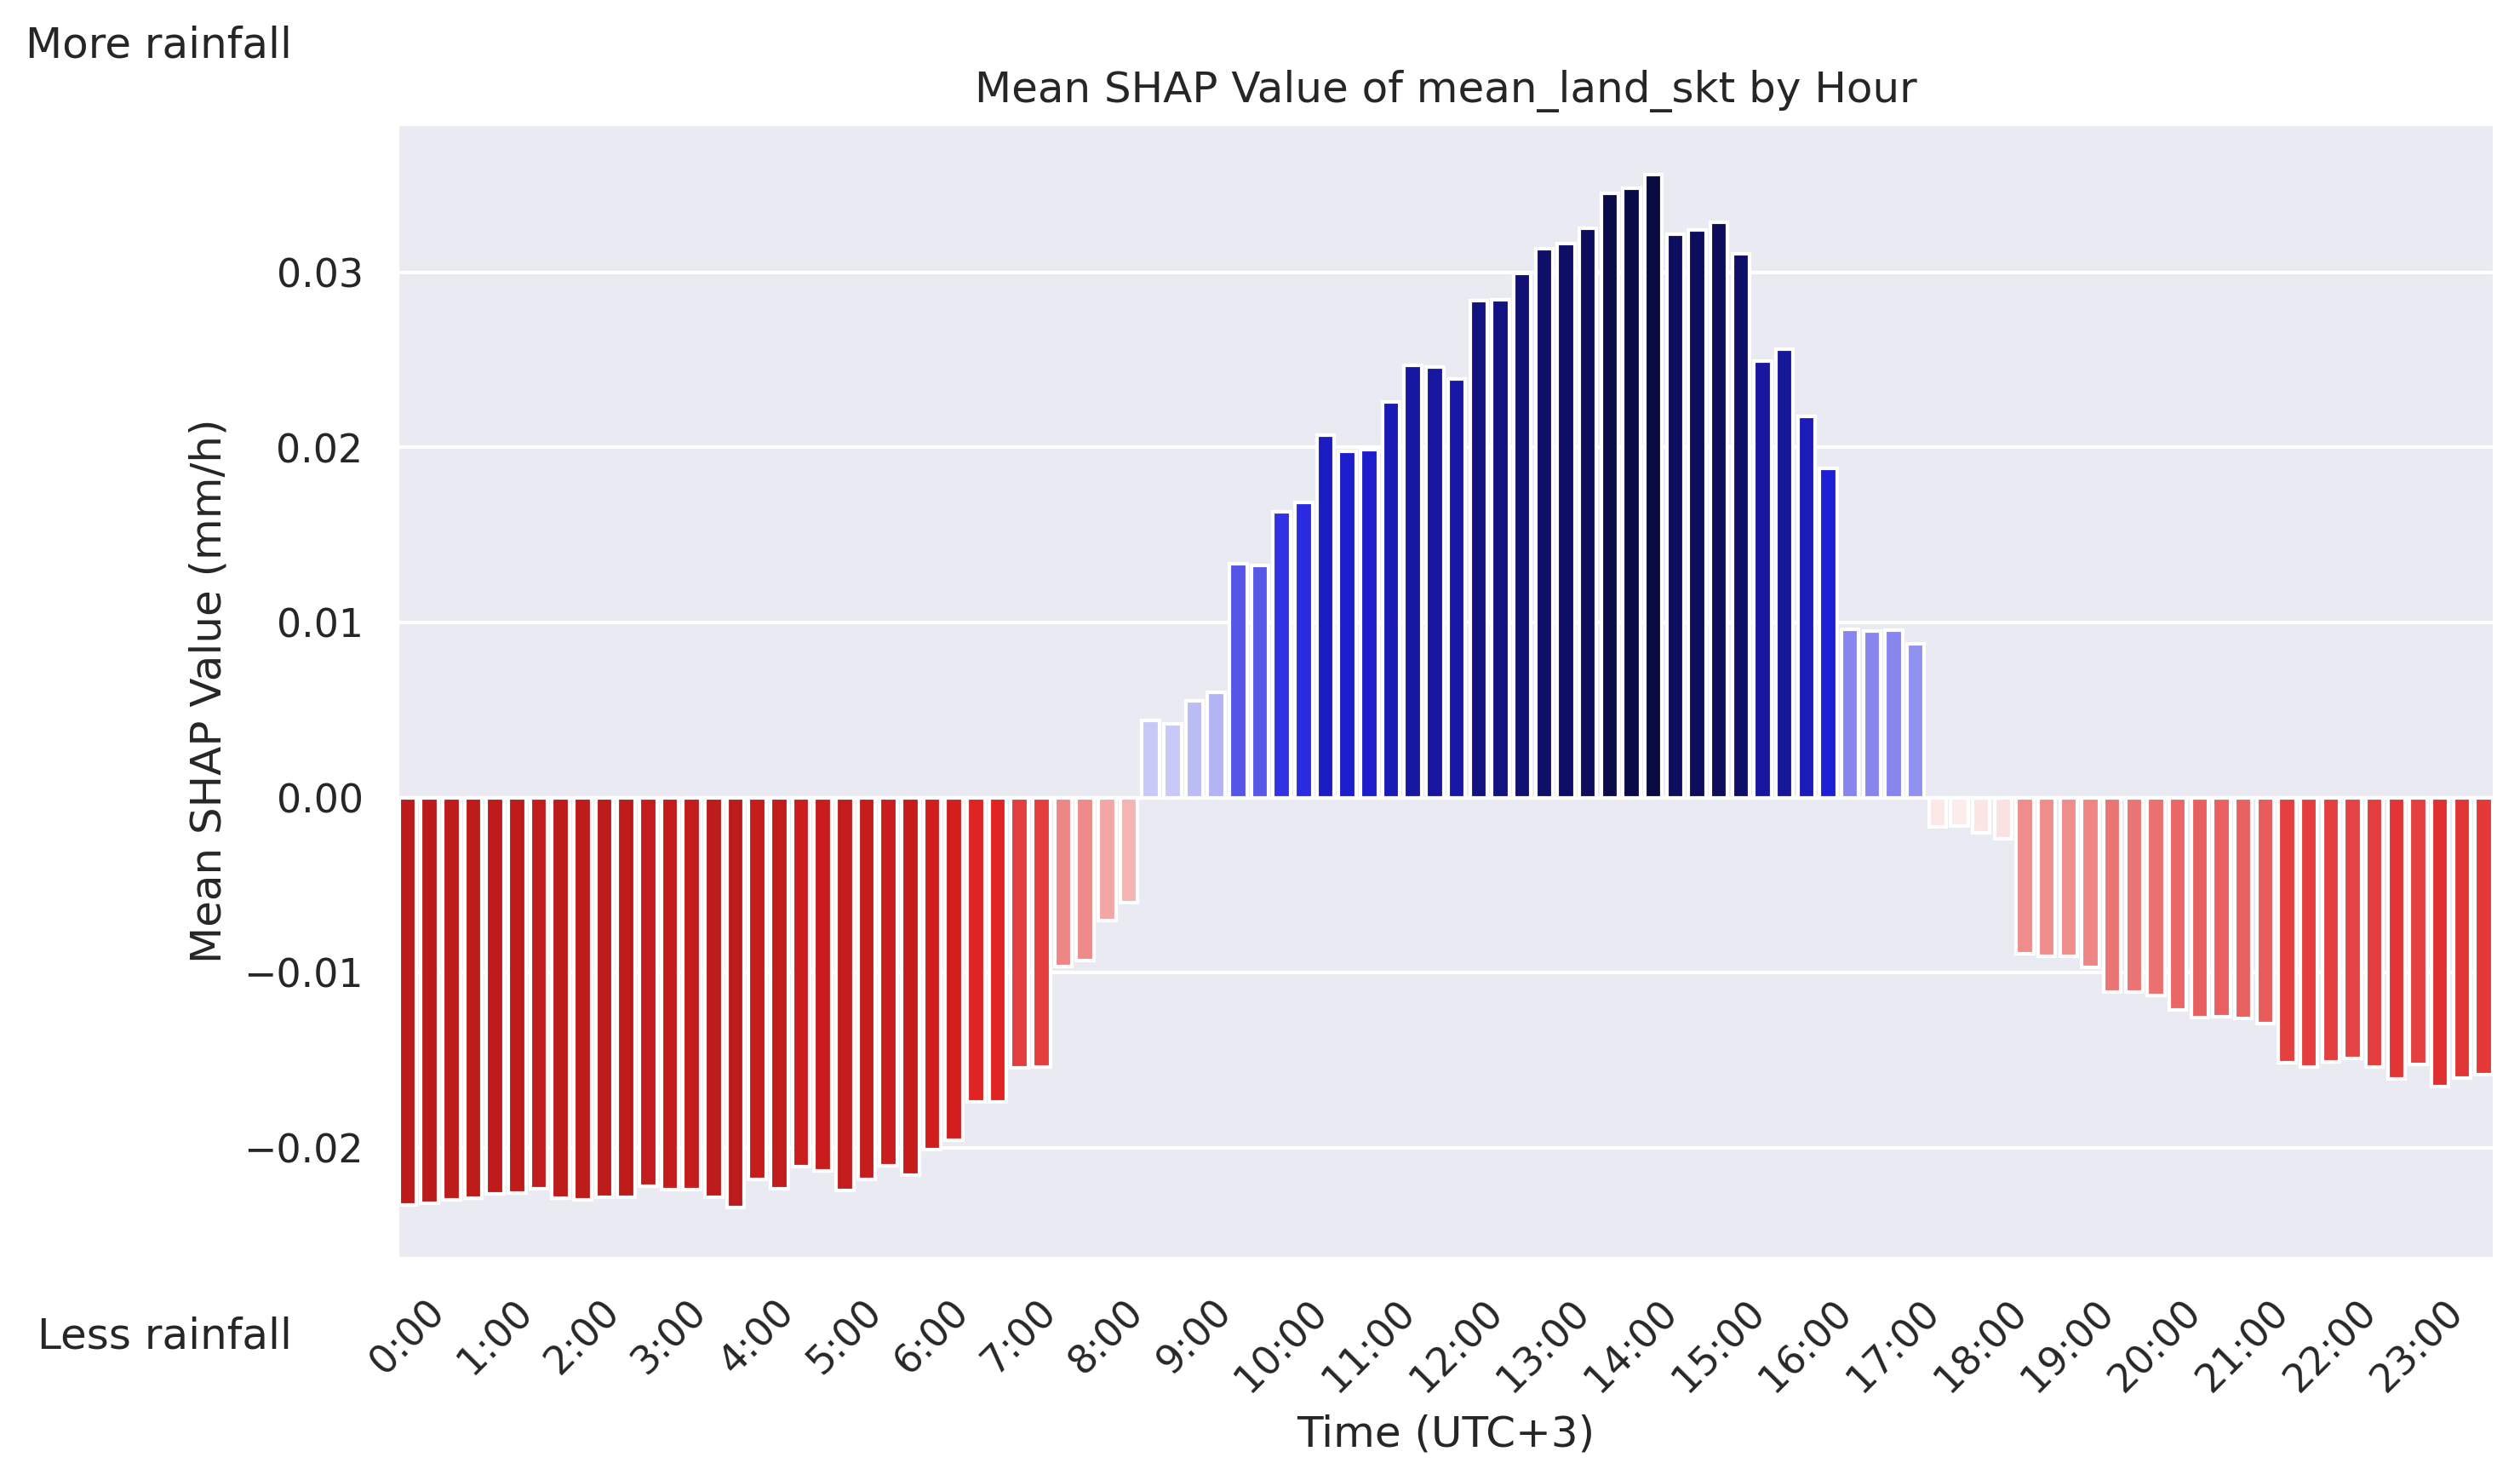 More rainfall
Mean SHAP Value of mean_land_skt by Hour
Mean SHAP Value (mm/h)
0.03
0.02
0.01
0.00
−0.01
−0.02
Less rainfall
0:00 1:00 2:00 3:00 4:00 5:00 6:00 7:00 8:00 9:00 10:00 11:00 12:00 13:00 14:00 15:00 16:00 17:00 18:00 19:00 20:00 21:00 22:00 23:00
Time (UTC+3)